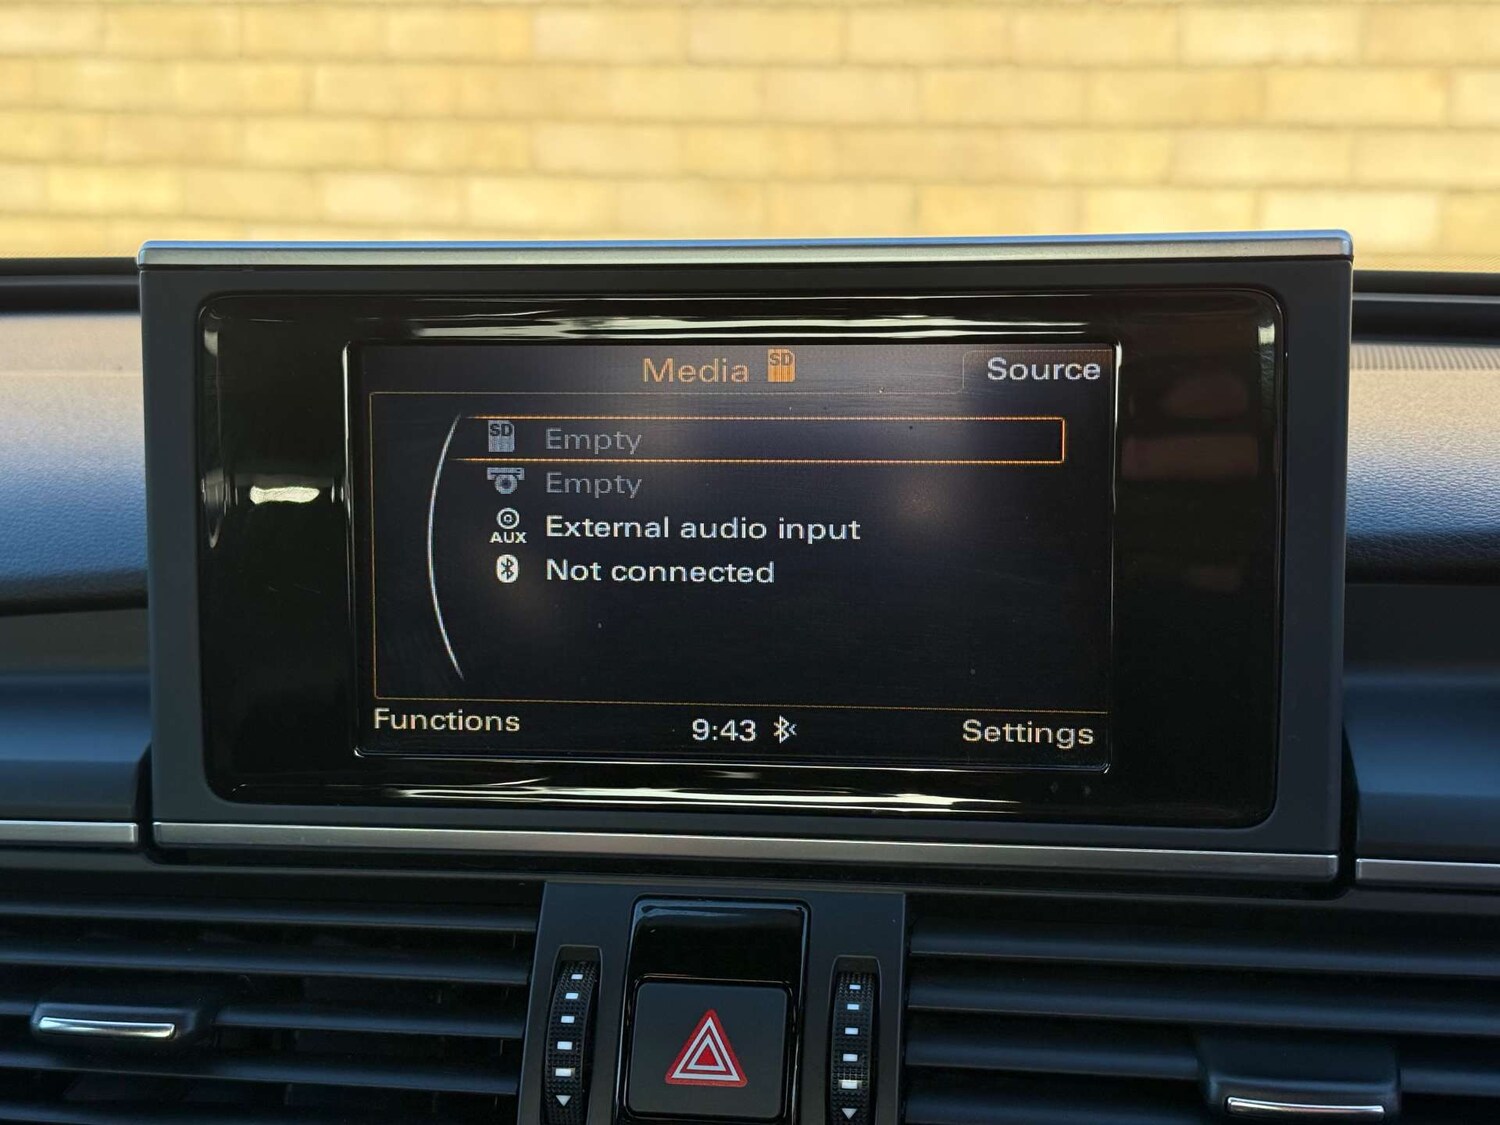 Media SD Source
SD Empty
Empty
AUX External audio input
Not connected
Functions 9:43 Settings